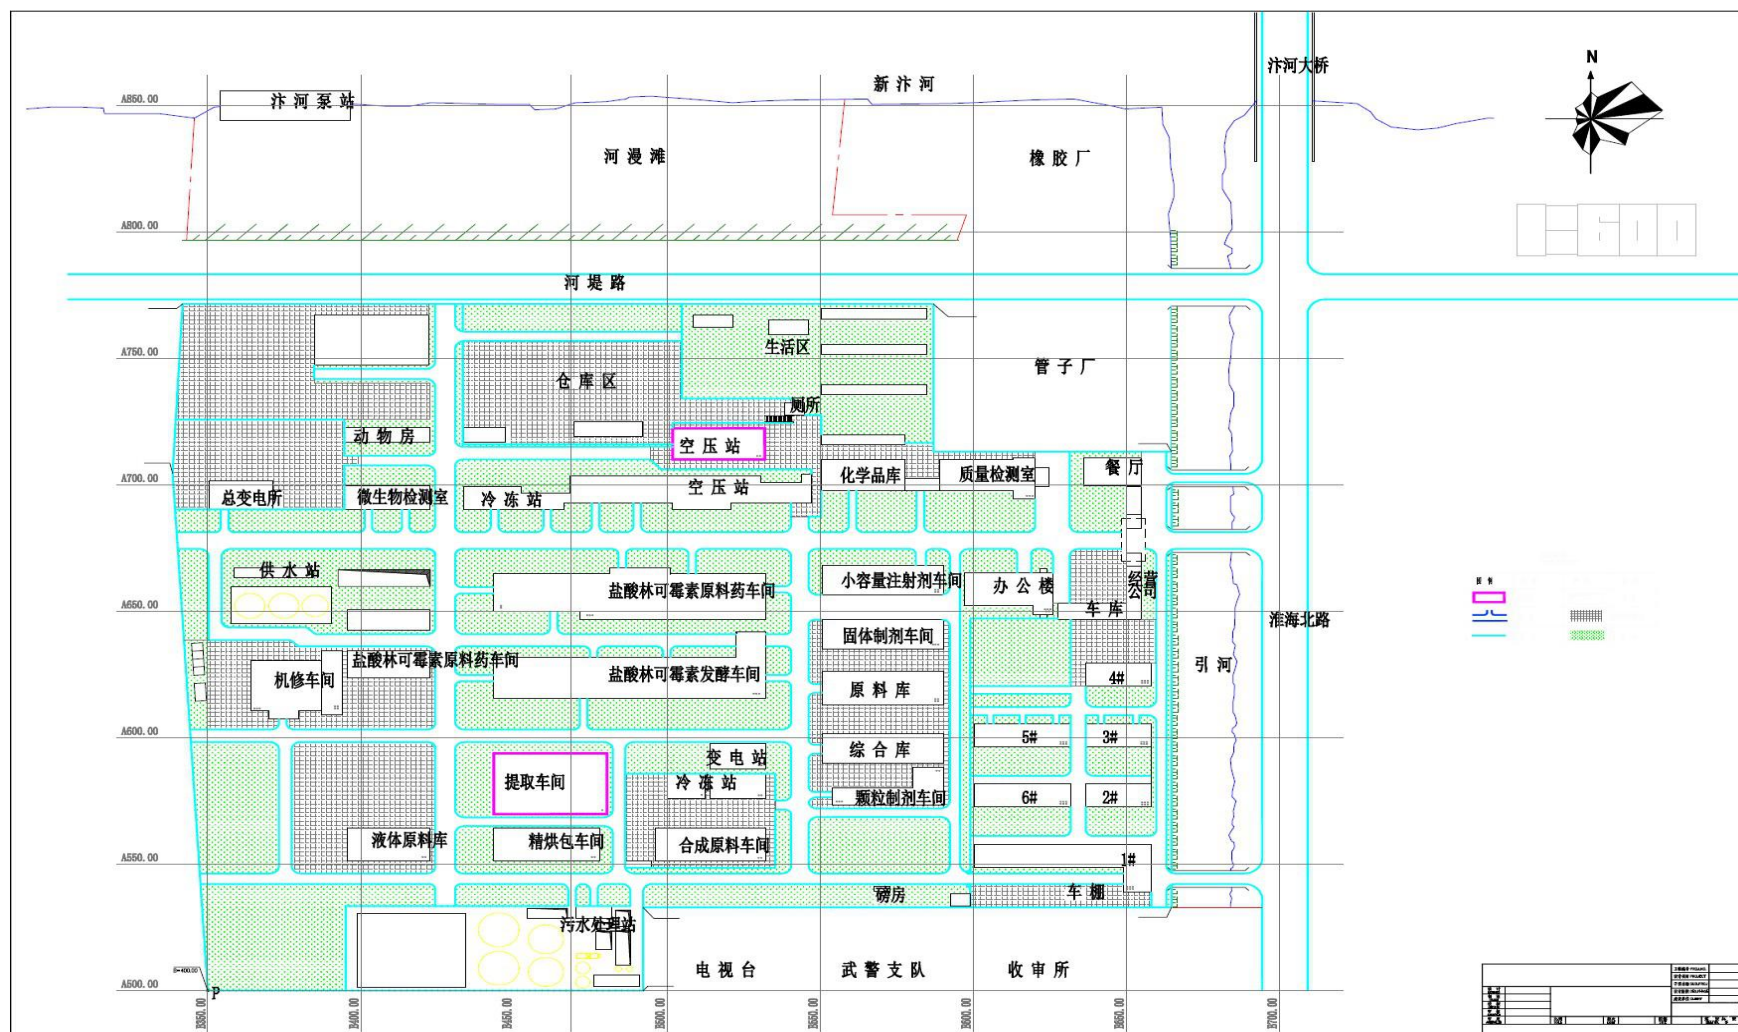 汴河大桥
N
新汴河
A850.00
汴河泵站
河漫滩
橡胶厂
A800.00
河堤路
A750.00
生活区
管子厂
仓库区
厕所
动物房
空压站
餐厅
A700.00
化学品库
质量检测室
总变电所
微生物检测室
冷冻站
空压站
供水站
盐酸林可霉素原料药车间
小容量注射剂车间
办公楼
经营公司
A650.00
车库
淮海北路
固体制剂车间
盐酸林可霉素原料药车间
机修车间
盐酸林可霉素发酵车间
引河
4#
原料库
A600.00
5#
3#
综合库
变电站
提取车间
冷冻站
颗粒制剂车间
6#
2#
液体原料库
精烘包车间
合成原料车间
A550.00
1#
磅房
车棚
污水处理站
电视台
武警支队
收审所
A500.00
P
B350.00
B400.00
B450.00
B500.00
B550.00
B600.00
B650.00
B700.00